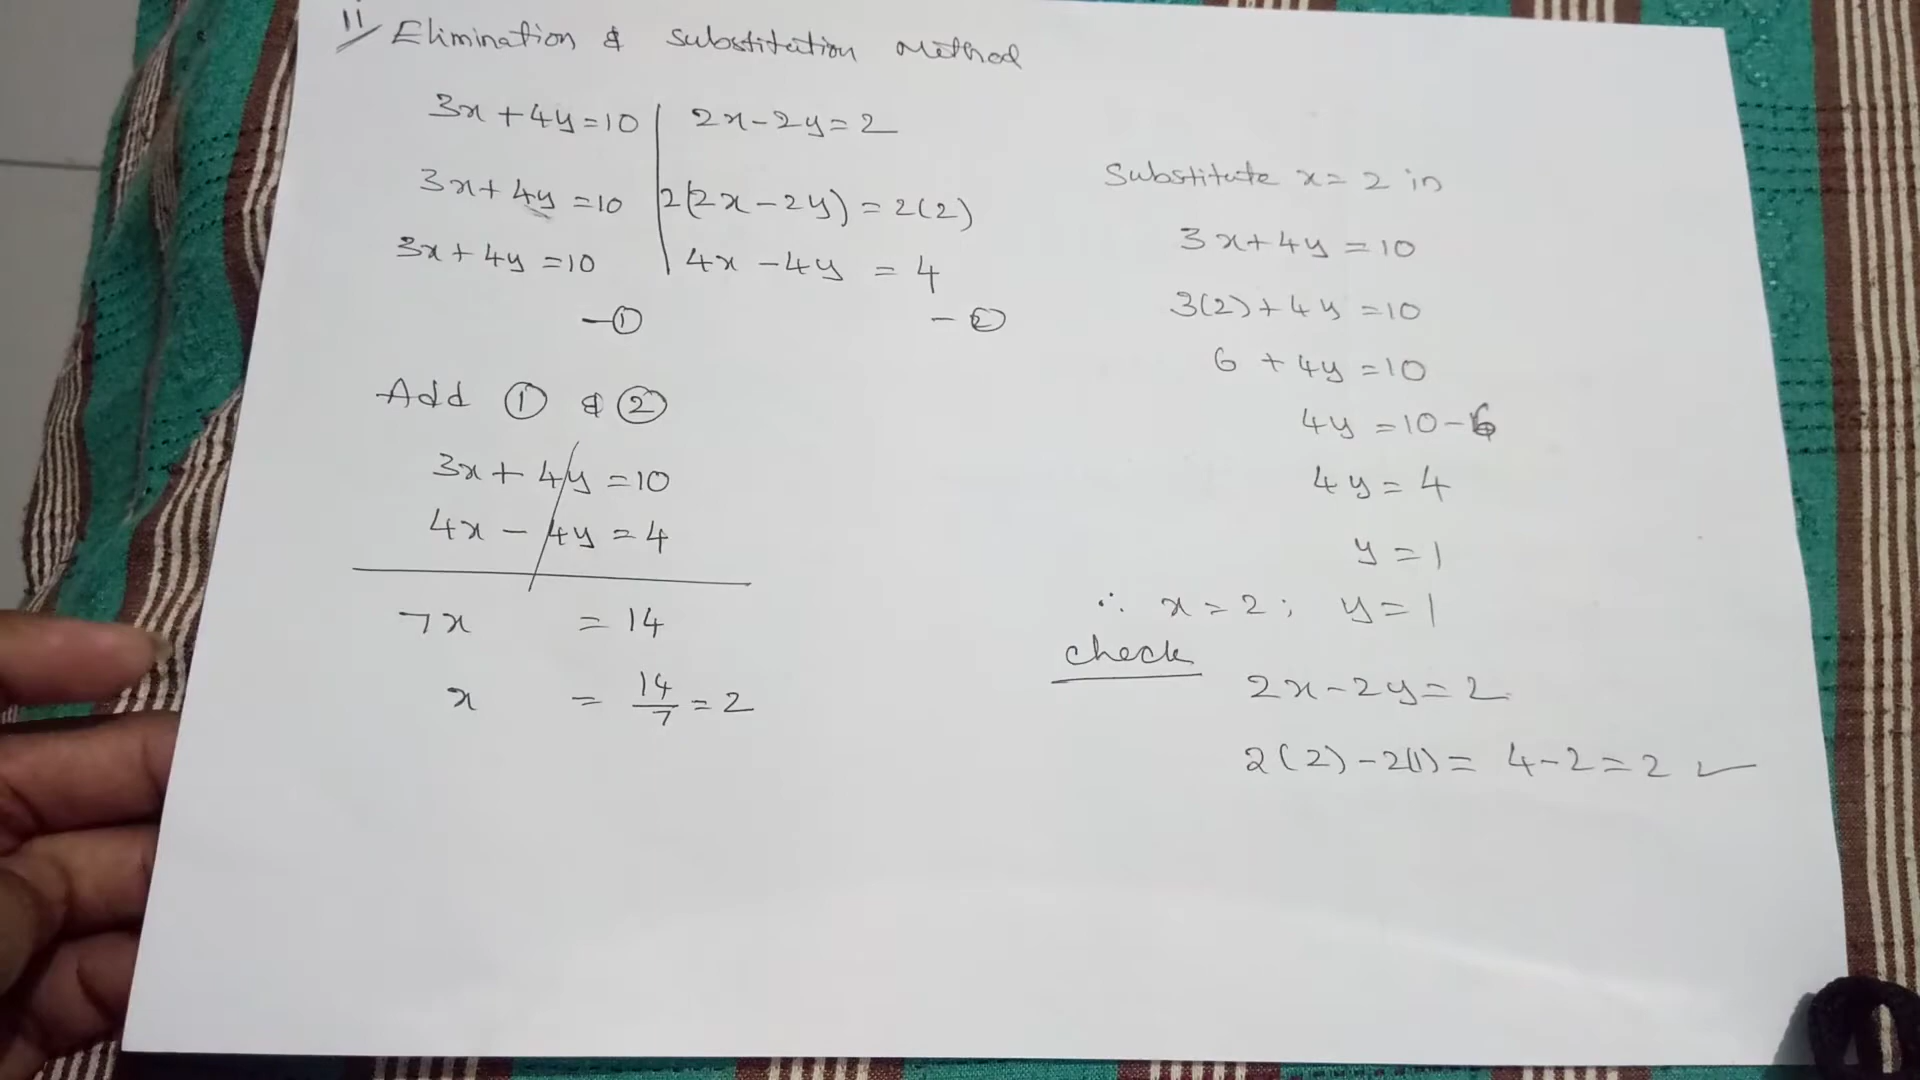 11 Elimination & substitution method
3x + 4y = 10 | 2x - 2y = 2
3x + 4y = 10 | 2(2x - 2y) = 2(2)
3x + 4y = 10 | 4x - 4y = 4
- ① - ②
Add ① & ②
3x + 4y = 10
4x - 4y = 4
7x = 14
x = 14/7 = 2
Substitute x = 2 in
3x + 4y = 10
3(2) + 4y = 10
6 + 4y = 10
4y = 10 - 6
4y = 4
y = 1
∴ x = 2; y = 1
check
2x - 2y = 2
2(2) - 2(1) = 4 - 2 = 2 ✓